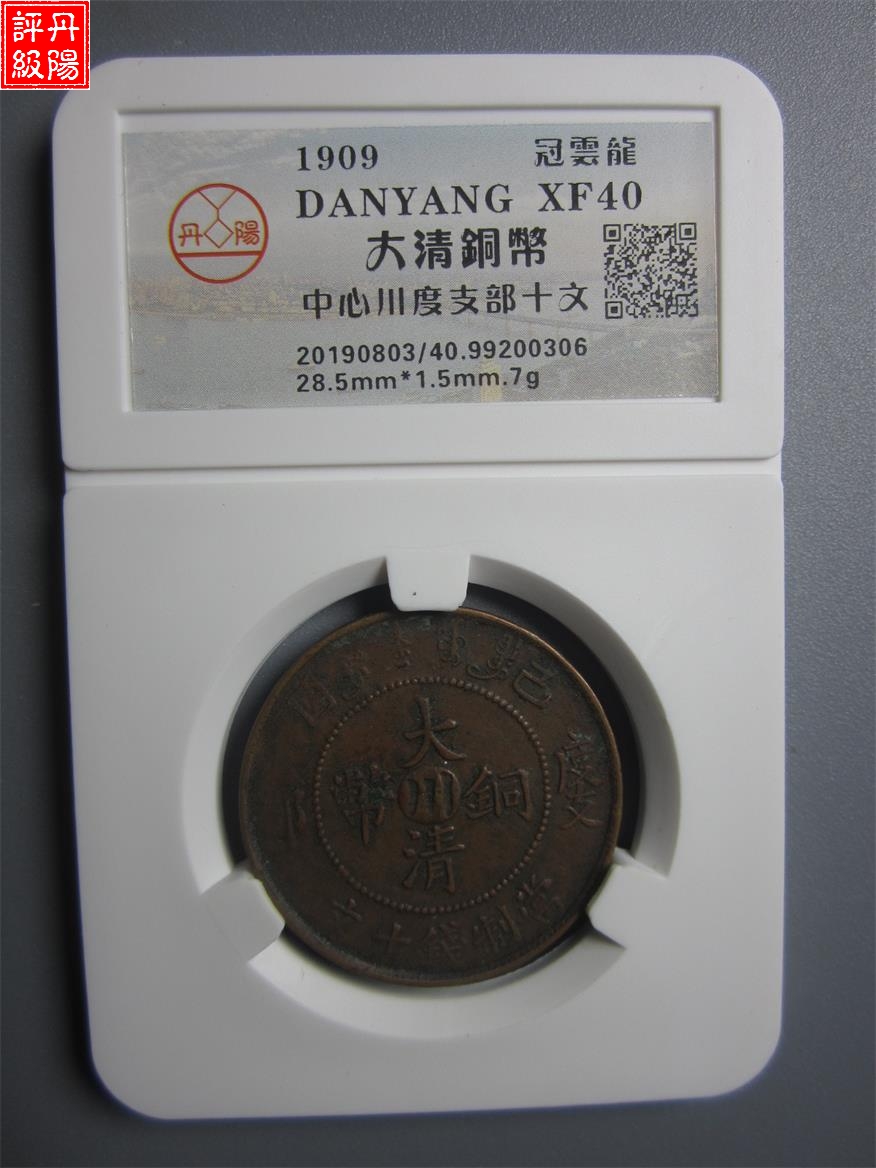 丹陽
評級
1909 冠雲龍
DANYANG XF40
丹 陽
大清銅幣
中心川度支部十文
20190803/40.99200306
28.5mm*1.5mm.7g
己
四
度
大
幣 川 銅
清
當制錢十文